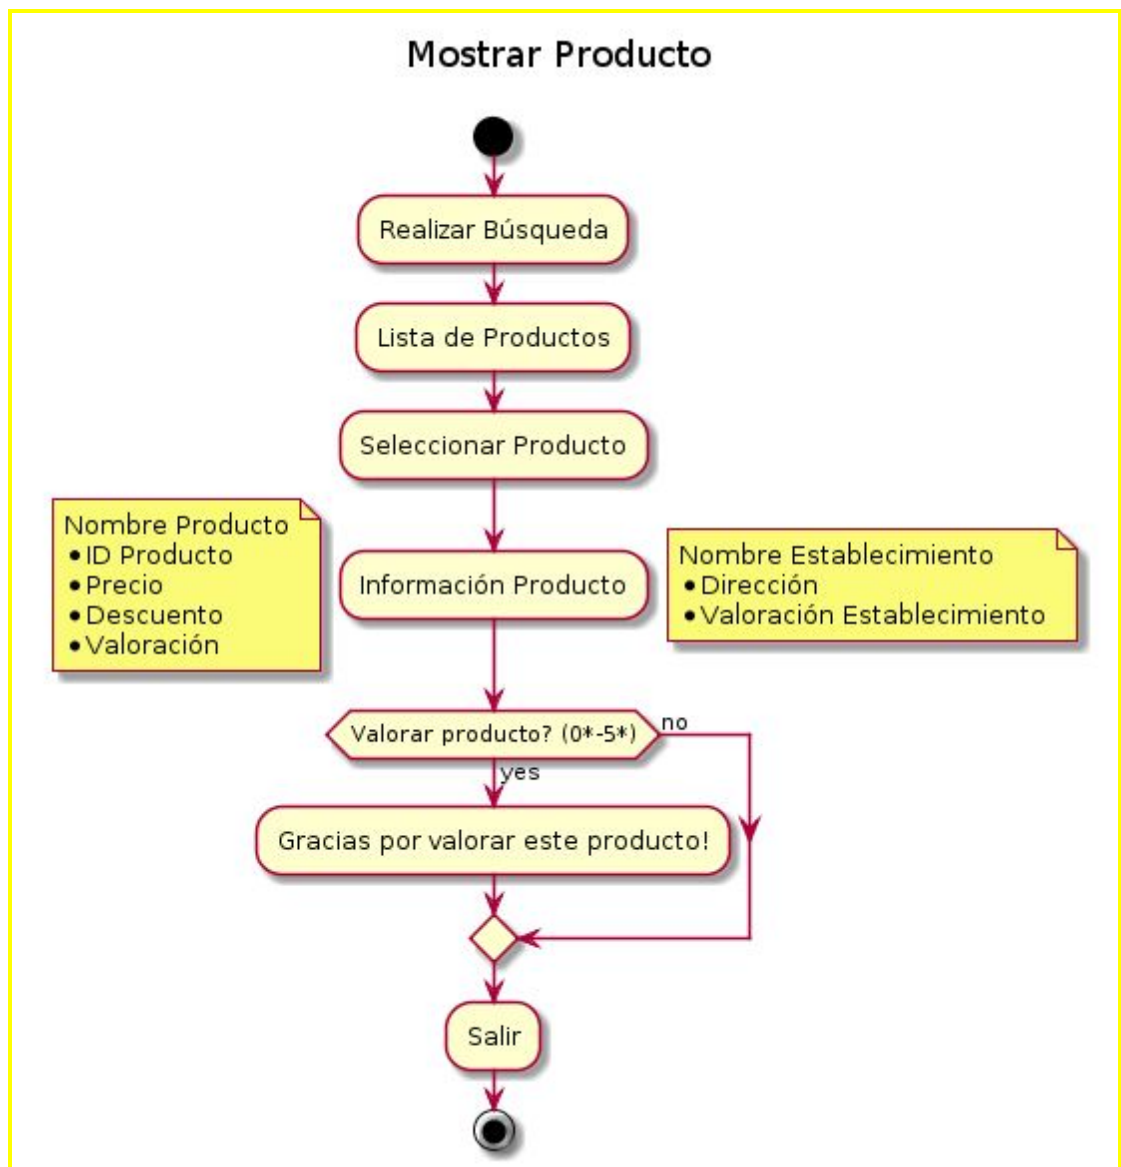 Mostrar Producto
Realizar Búsqueda
Lista de Productos
Seleccionar Producto
Nombre Producto
• ID Producto
• Precio
• Descuento
• Valoración
Información Producto
Nombre Establecimiento
• Dirección
• Valoración Establecimiento
Valorar producto? (0*-5*)
no
yes
Gracias por valorar este producto!
Salir